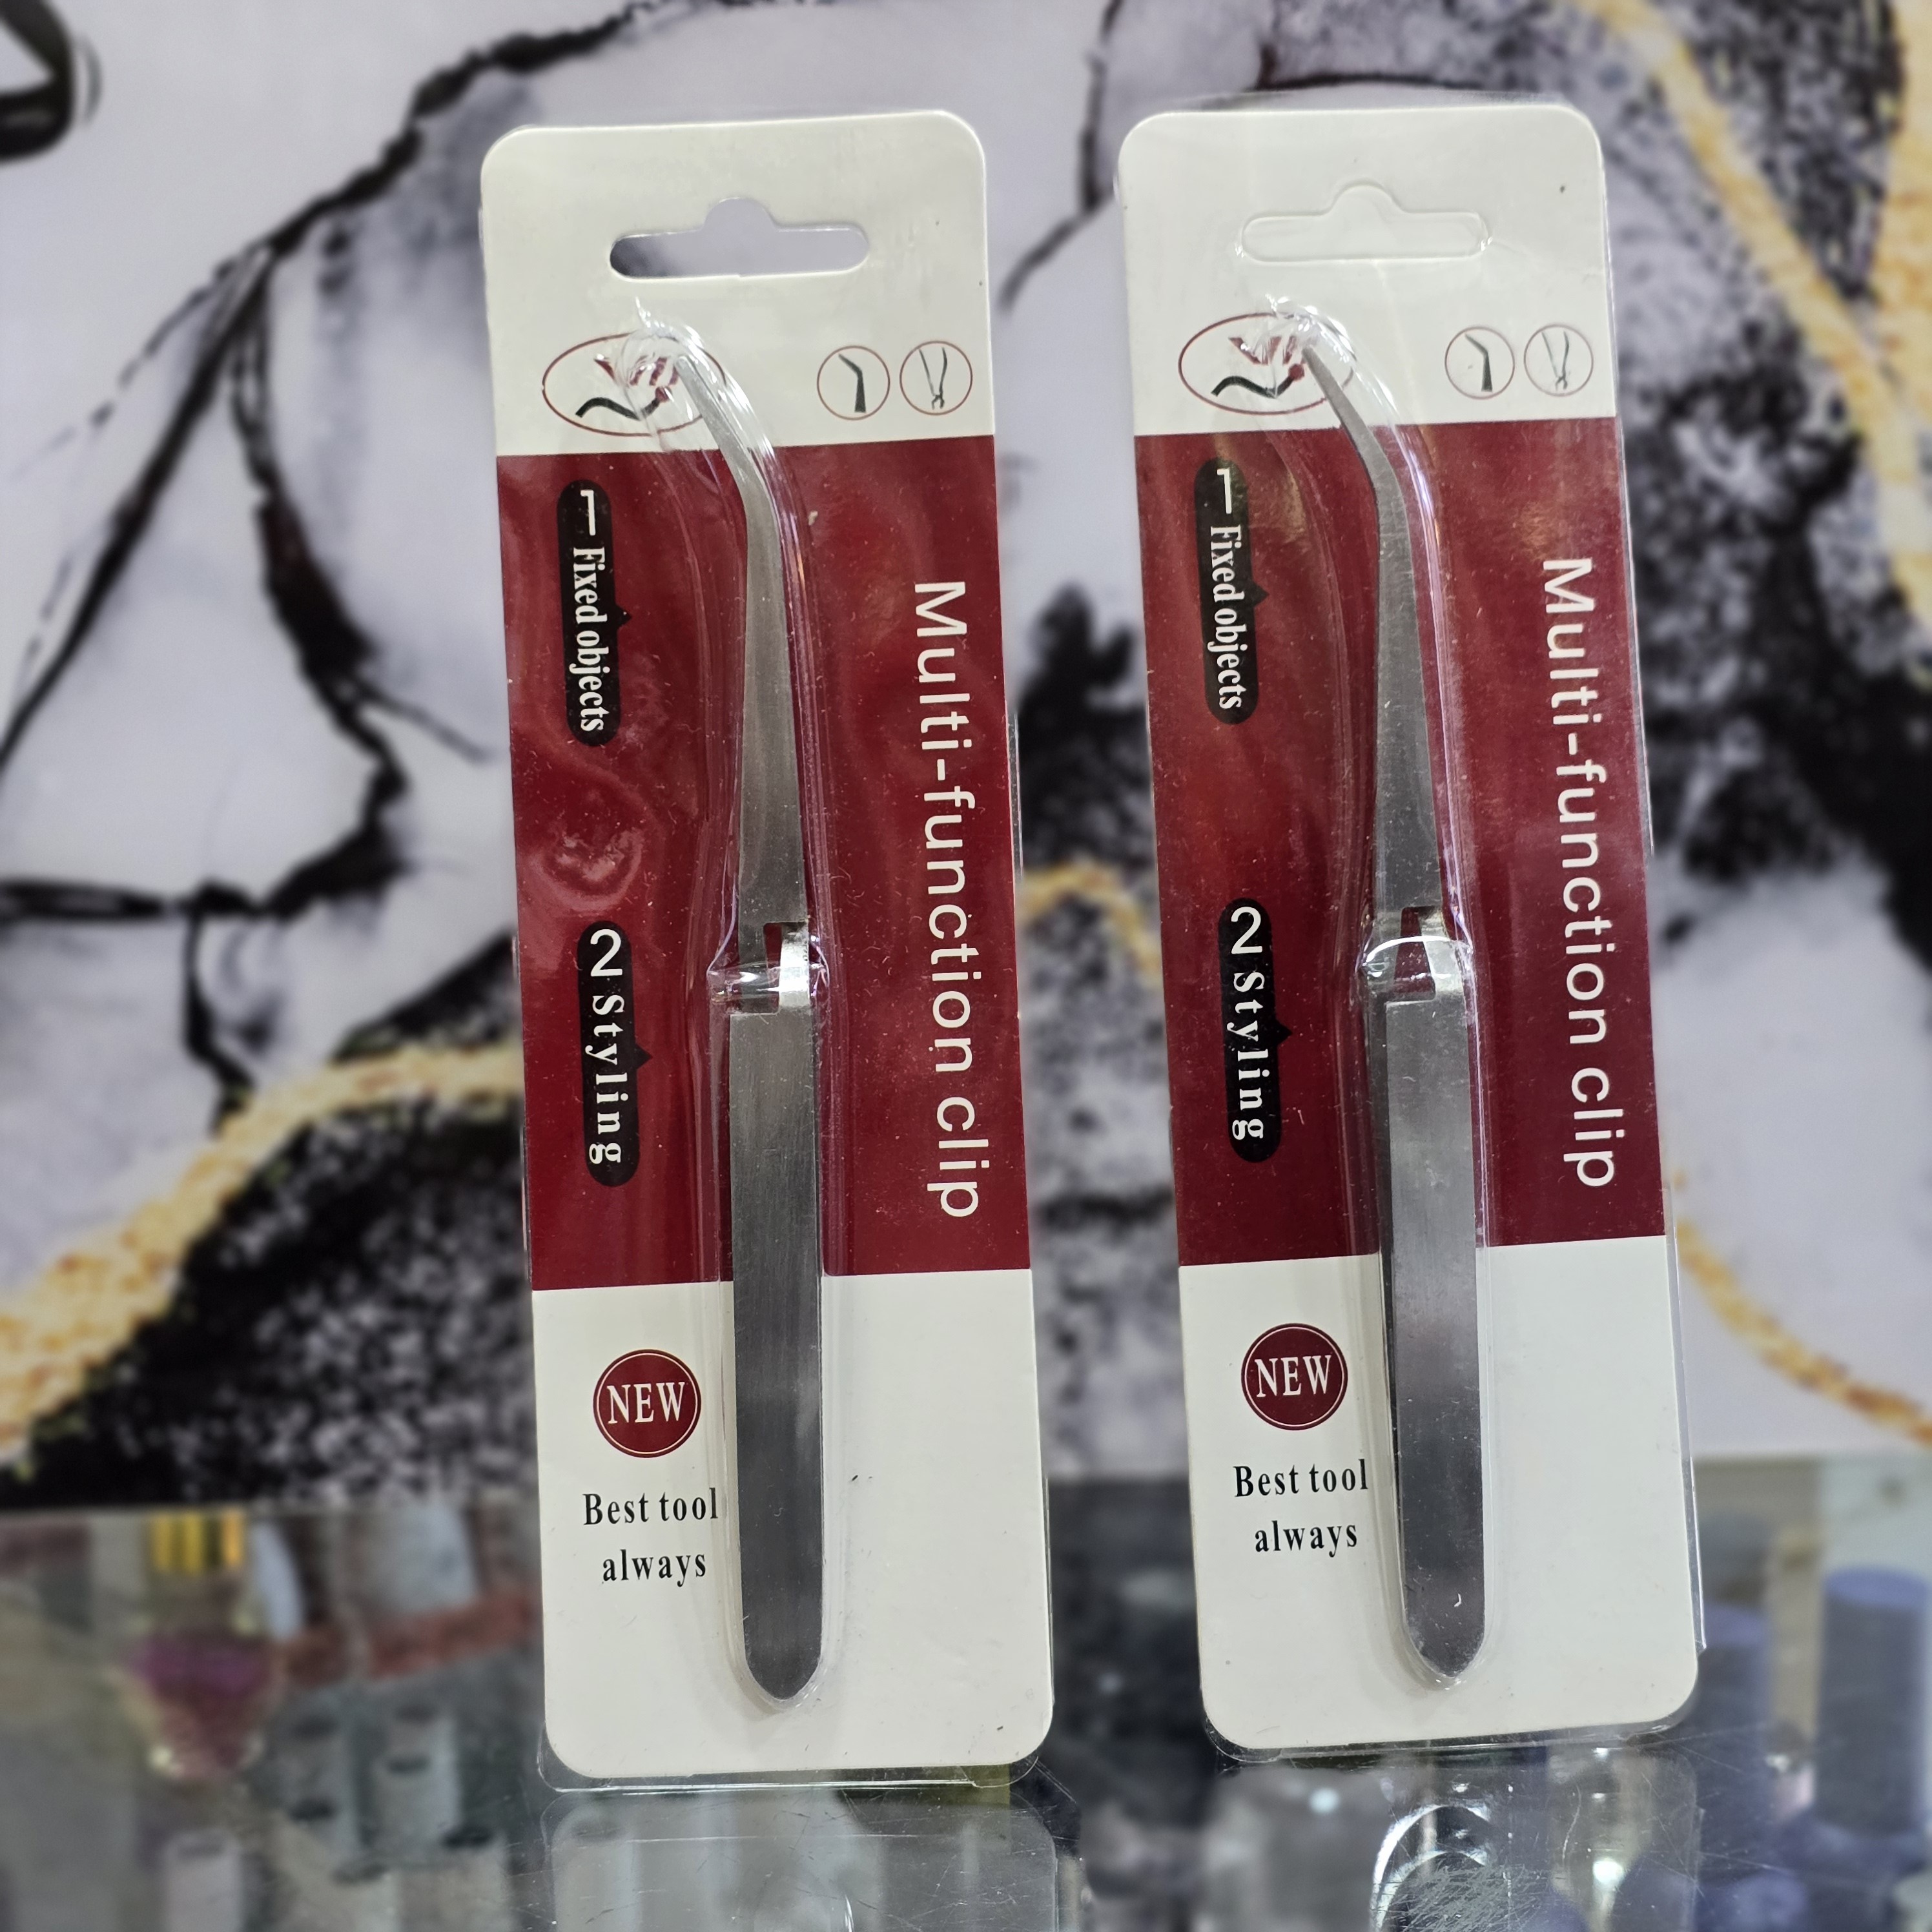 1 Fixed objects
2 Styling
Multi-function clip
NEW
Best tool
always
1 Fixed objects
2 Styling
Multi-function clip
NEW
Best tool
always